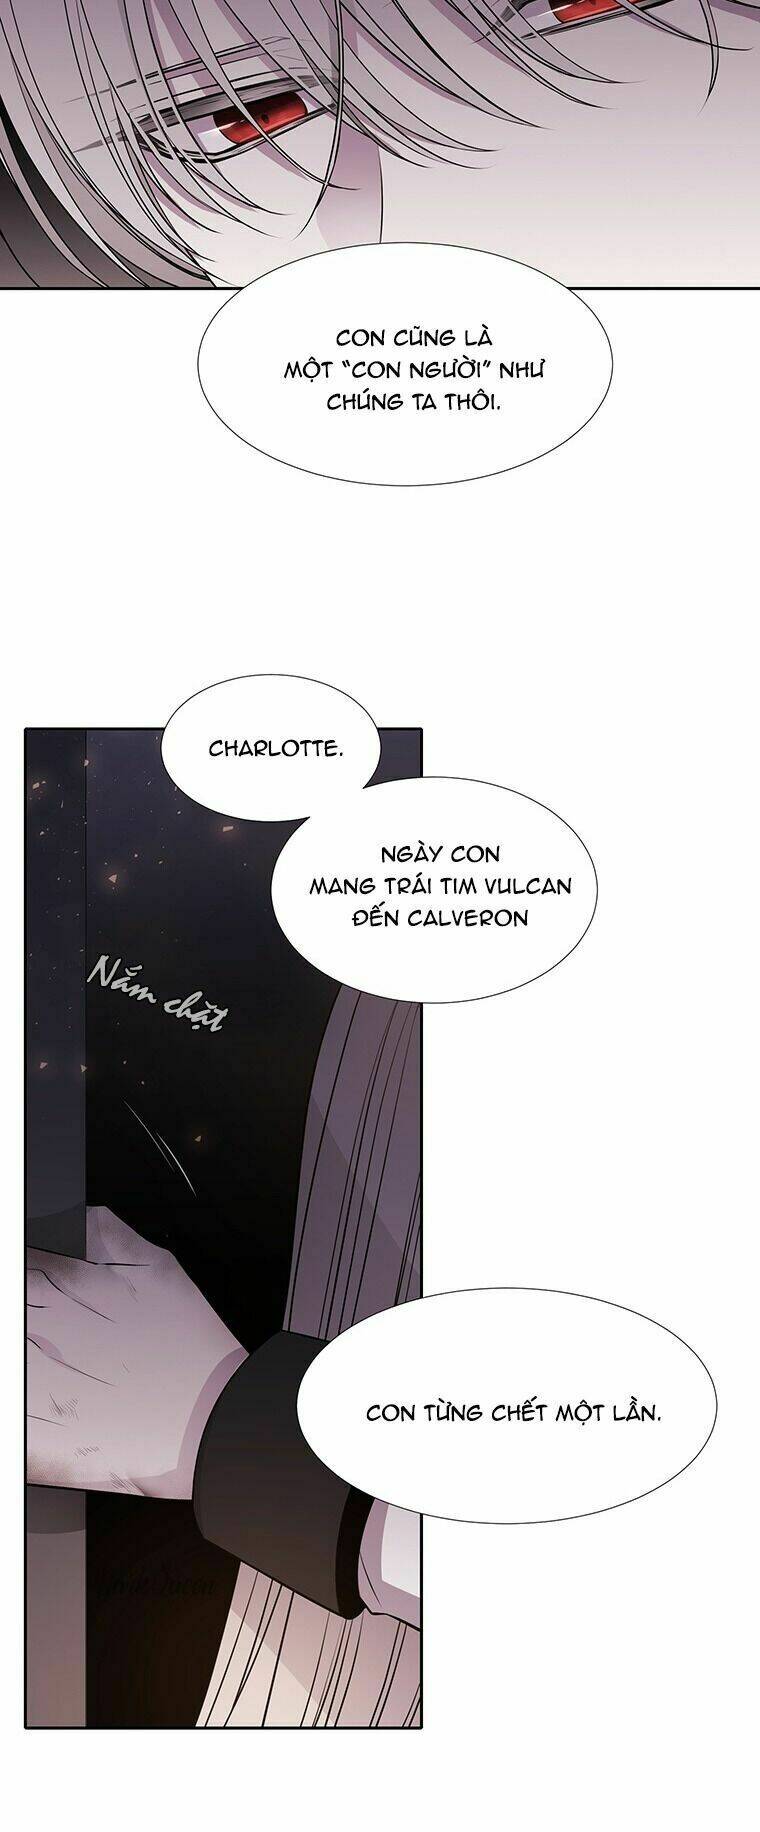 CON CŨNG LÀ
MỘT “CON NGƯỜI” NHƯ
CHÚNG TA THÔI.
CHARLOTTE.
NGÀY CON
MANG TRÁI TIM VULCAN
ĐẾN CALVERON
Nắm chặt
CON TỪNG CHẾT MỘT LẦN.